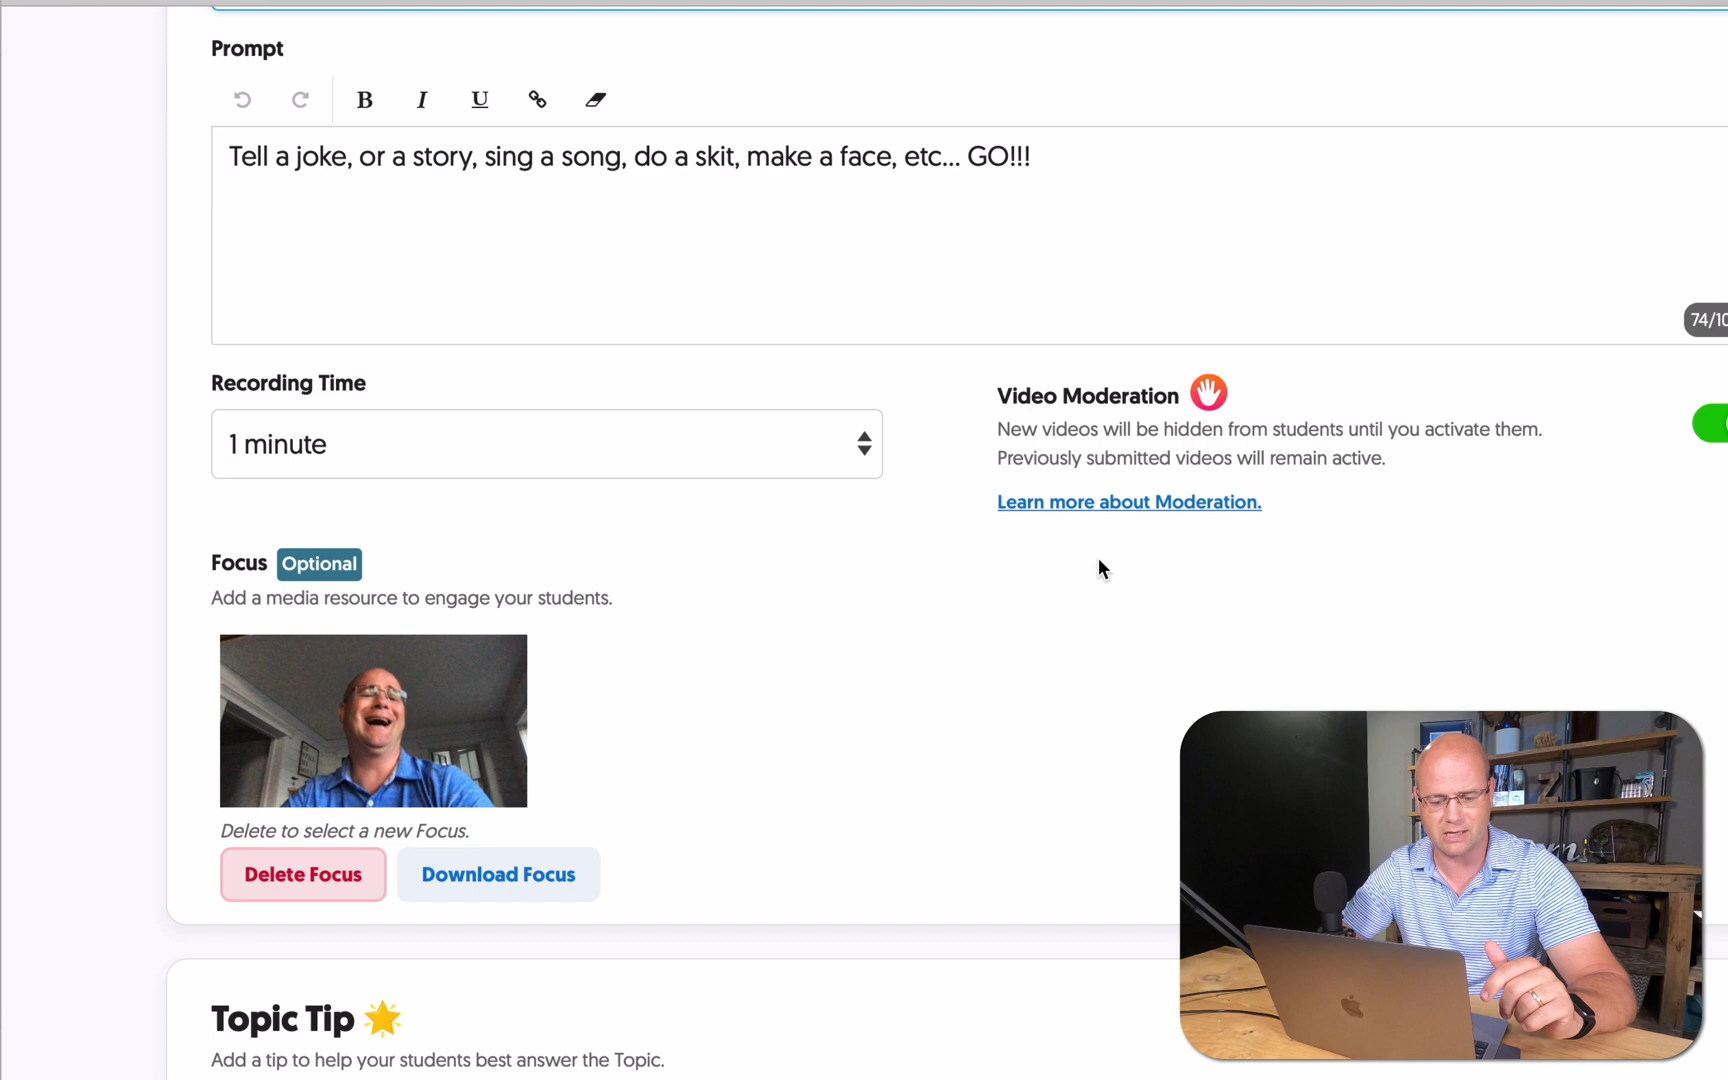 Prompt
B I U
Tell a joke, or a story, sing a song, do a skit, make a face, etc... GO!!!
74/10
Recording Time
1 minute
Video Moderation
New videos will be hidden from students until you activate them.
Previously submitted videos will remain active.
Learn more about Moderation.
Focus Optional
Add a media resource to engage your students.
Delete to select a new Focus.
Delete Focus Download Focus
Topic Tip
Add a tip to help your students best answer the Topic.